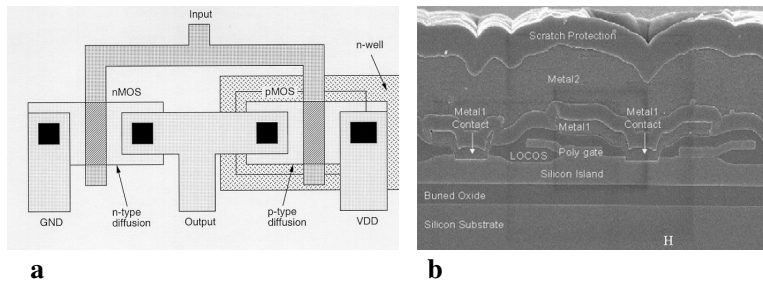 Input
n-well
nMOS
pMOS
GND
n-type
diffusion
Output
p-type
diffusion
VDD
a
Scratch Protection
Metal2
Metal1
Contact
Metal1
Metal1
Contact
LOCOS
Poly gate
Silicon Island
Buried Oxide
Silicon Substrate
H
b